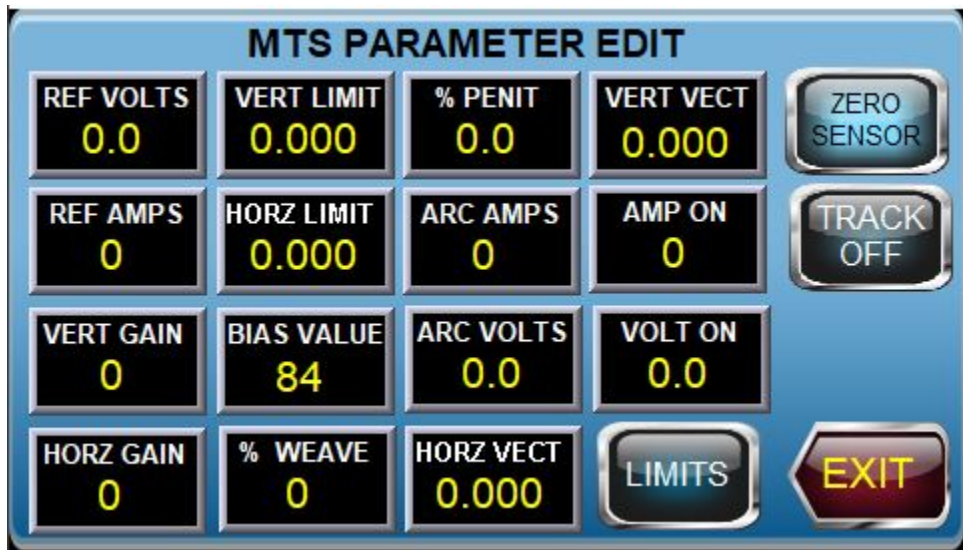 MTS PARAMETER EDIT
REF VOLTS
0.0
VERT LIMIT
0.000
% PENIT
0.0
VERT VECT
0.000
ZERO
SENSOR
REF AMPS
0
HORZ LIMIT
0.000
ARC AMPS
0
AMP ON
0
TRACK
OFF
VERT GAIN
0
BIAS VALUE
84
ARC VOLTS
0.0
VOLT ON
0.0
HORZ GAIN
0
% WEAVE
0
HORZ VECT
0.000
LIMITS
EXIT